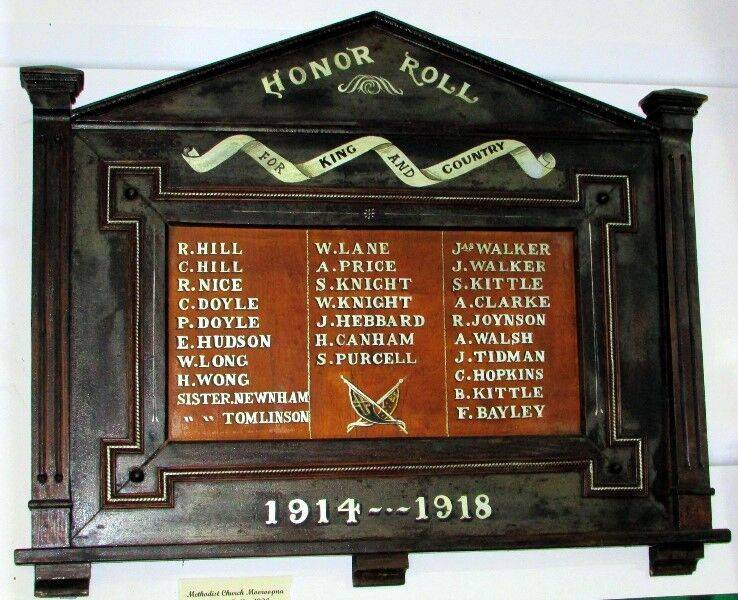 HONOR ROLL
FOR KING AND COUNTRY
R. HILL
C. HILL
R. NICE
C. DOYLE
P. DOYLE
E. HUDSON
W. LONG
H. WONG
SISTER. NEWNHAM
" " TOMLINSON
W. LANE
A. PRICE
S. KNIGHT
W. KNIGHT
J. HEBBARD
H. CANHAM
S. PURCELL
JAS WALKER
J. WALKER
S. KITTLE
A. CLARKE
R. JOYNSON
A. WALSH
J. TIDMAN
C. HOPKINS
B. KITTLE
F. BAYLEY
1914---1918
Methodist Church Mooroopna